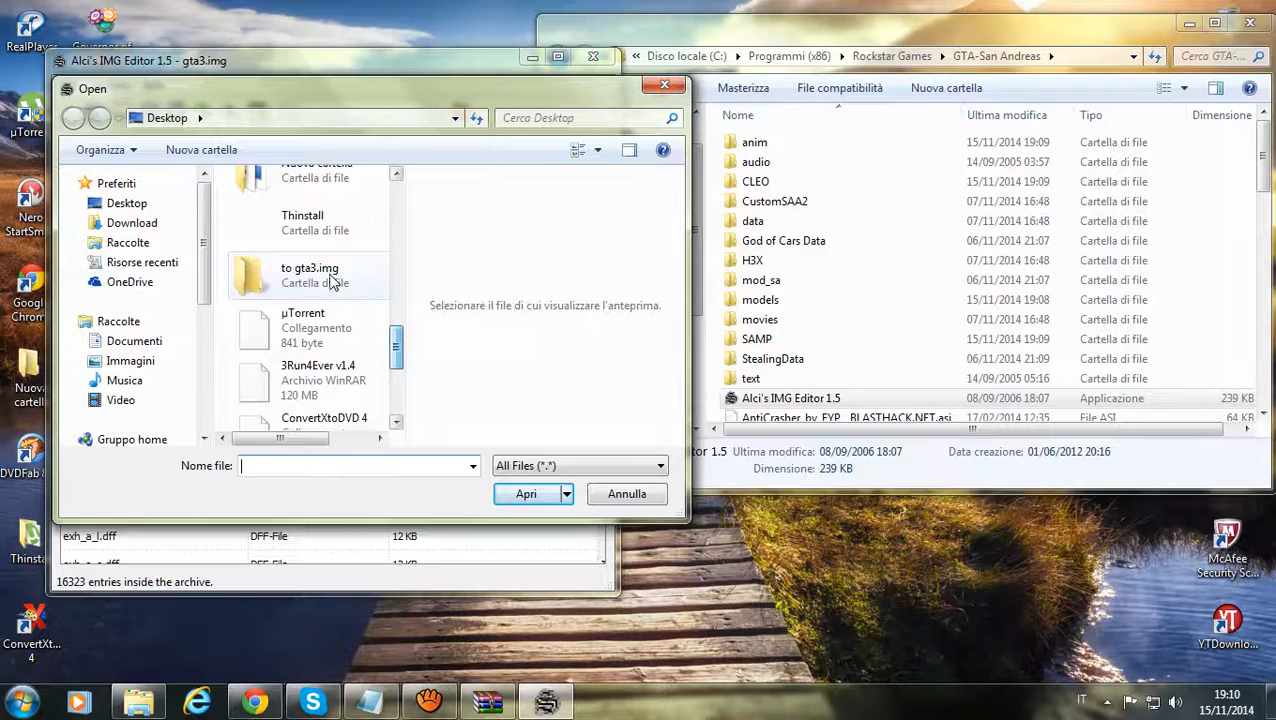 RealPlayer
Governor of
µTorre
Nero
StartSm
Google
Chrom
Nuova
cartell
DVDFab
Thinsta
ConvertXt...
4
Alci's IMG Editor 1.5 - gta3.img
Open
Desktop
Cerca Desktop
Organizza
Nuova cartella
Preferiti
Desktop
Download
Raccolte
Risorse recenti
OneDrive
Raccolte
Documenti
Immagini
Musica
Video
Gruppo home
Nuova cartella
Cartella di file
Thinstall
Cartella di file
to gta3.img
Cartella di file
µTorrent
Collegamento
841 byte
3Run4Ever v1.4
Archivio WinRAR
120 MB
ConvertXtoDVD 4
Selezionare il file di cui visualizzare l'anteprima.
Nome file:
All Files (*.*)
Apri
Annulla
exh_a_l.dff DFF-File 12 KB
DFF-File 12 KB
16323 entries inside the archive.
« Disco locale (C:) Programmi (x86) Rockstar Games GTA-San Andreas
Cerca GTA-...
Masterizza File compatibilità Nuova cartella
Nome Ultima modifica Tipo Dimensione
anim 15/11/2014 19:09 Cartella di file
audio 14/09/2005 03:57 Cartella di file
CLEO 15/11/2014 19:09 Cartella di file
CustomSAA2 07/11/2014 16:48 Cartella di file
data 07/11/2014 16:48 Cartella di file
God of Cars Data 06/11/2014 21:07 Cartella di file
H3X 07/11/2014 16:48 Cartella di file
mod_sa 06/11/2014 21:07 Cartella di file
models 15/11/2014 19:08 Cartella di file
movies 07/11/2014 16:48 Cartella di file
SAMP 15/11/2014 19:09 Cartella di file
StealingData 06/11/2014 21:09 Cartella di file
text 14/09/2005 05:16 Cartella di file
Alci's IMG Editor 1.5 08/09/2006 18:07 Applicazione 239 KB
AntiCrasher_by_FYP__BLASTHACK.NET.asi 17/02/2014 12:35 File ASI 64 KB
or 1.5 Ultima modifica: 08/09/2006 18:07 Data creazione: 01/06/2012 20:16
Dimensione: 239 KB
McAfee
Security Sc...
YTDownlo...
IT
19:10
15/11/2014